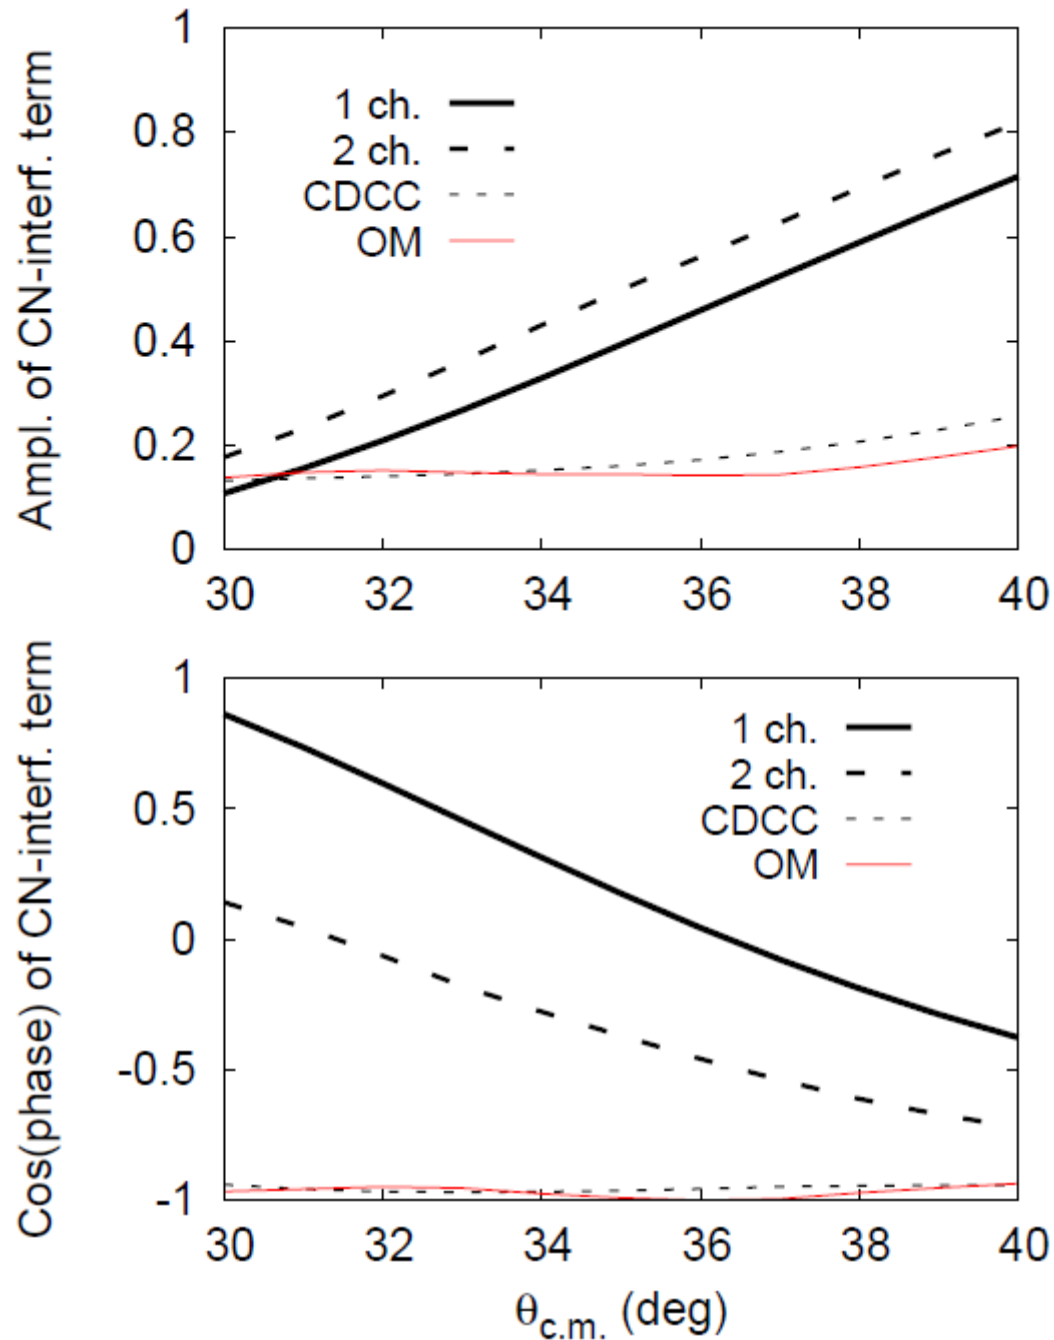 Ampl. of CN-interf. term
1
0.8
0.6
0.4
0.2
0
1 ch.
2 ch.
CDCC
OM
30 32 34 36 38 40
Cos(phase) of CN-interf. term
1
0.5
0
-0.5
-1
1 ch.
2 ch.
CDCC
OM
30 32 34 36 38 40
θc.m. (deg)